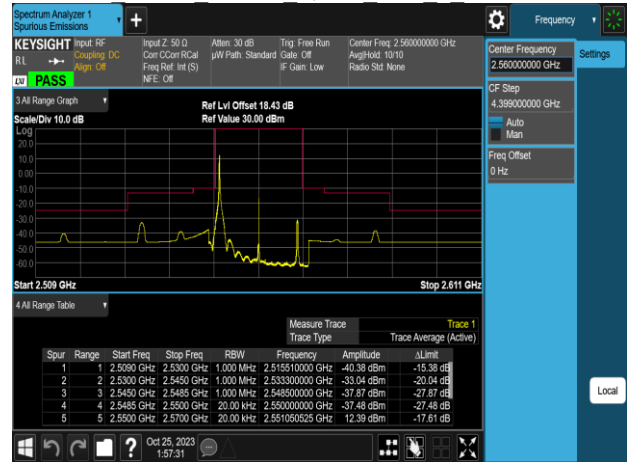 Spectrum Analyzer 1
Spurious Emissions
Frequency
KEYSIGHT
Input: RF
Coupling: DC
Align: Off
Input Z: 50 Ω
Corr CCorr RCal
Freq Ref: Int (S)
NFE: Off
Atten: 30 dB
µW Path: Standard
Trig: Free Run
Gate: Off
IF Gain: Low
Center Freq: 2.560000000 GHz
Avg|Hold: 10/10
Radio Std: None
RL
LXI PASS
3 All Range Graph
Scale/Div 10.0 dB
Ref Lvl Offset 18.43 dB
Ref Value 30.00 dBm
Log
20.0
10.0
0.00
-10.0
-20.0
-30.0
-40.0
-50.0
-60.0
Start 2.509 GHz
Stop 2.611 GHz
4 All Range Table
Measure Trace Trace 1
Trace Type Trace Average (Active)
Spur Range Start Freq Stop Freq RBW Frequency Amplitude ΔLimit
1 1 2.5090 GHz 2.5300 GHz 1.000 MHz 2.515510000 GHz -40.38 dBm -15.38 dB
2 2 2.5300 GHz 2.5450 GHz 1.000 MHz 2.533300000 GHz -33.04 dBm -20.04 dB
3 3 2.5450 GHz 2.5485 GHz 1.000 MHz 2.548500000 GHz -37.87 dBm -27.87 dB
4 4 2.5485 GHz 2.5500 GHz 20.00 kHz 2.550000000 GHz -37.48 dBm -27.48 dB
5 5 2.5500 GHz 2.5700 GHz 20.00 kHz 2.551050525 GHz 12.39 dBm -17.61 dB
Oct 25, 2023
1:57:31
Center Frequency
2.560000000 GHz
Settings
CF Step
4.399000000 GHz
Auto
Man
Freq Offset
0 Hz
Local